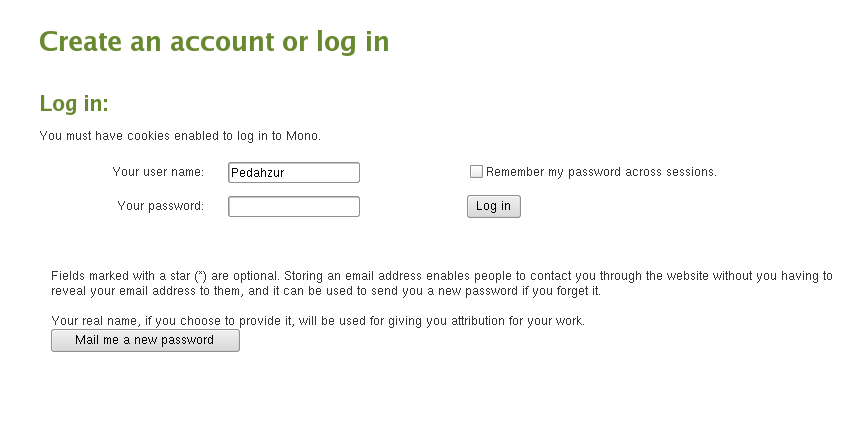 Create an account or log in
Log in:
You must have cookies enabled to log in to Mono.
Your user name: Pedahzur Remember my password across sessions.
Your password: Log in
Fields marked with a star (*) are optional. Storing an email address enables people to contact you through the website without you having to
reveal your email address to them, and it can be used to send you a new password if you forget it.
Your real name, if you choose to provide it, will be used for giving you attribution for your work.
Mail me a new password